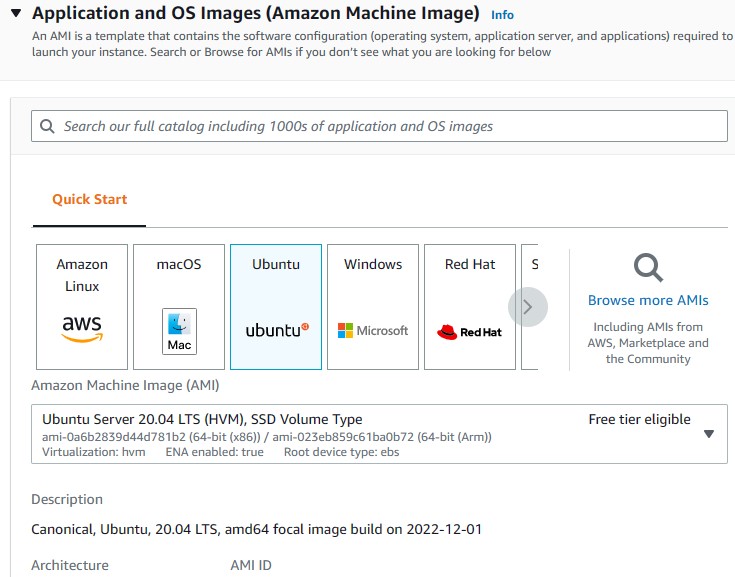 Application and OS Images (Amazon Machine Image) Info
An AMI is a template that contains the software configuration (operating system, application server, and applications) required to
launch your instance. Search or Browse for AMIs if you don't see what you are looking for below
Search our full catalog including 1000s of application and OS images
Quick Start
Amazon
Linux
aws
macOS
Mac
Ubuntu
ubuntu
Windows
Microsoft
Red Hat
Red Hat
S
Browse more AMIs
Including AMIs from
AWS, Marketplace and
the Community
Amazon Machine Image (AMI)
Ubuntu Server 20.04 LTS (HVM), SSD Volume Type
Free tier eligible
ami-0a6b2839d44d781b2 (64-bit (x86)) / ami-023eb859c61ba0b72 (64-bit (Arm))
Virtualization: hvm ENA enabled: true Root device type: ebs
Description
Canonical, Ubuntu, 20.04 LTS, amd64 focal image build on 2022-12-01
Architecture
AMI ID